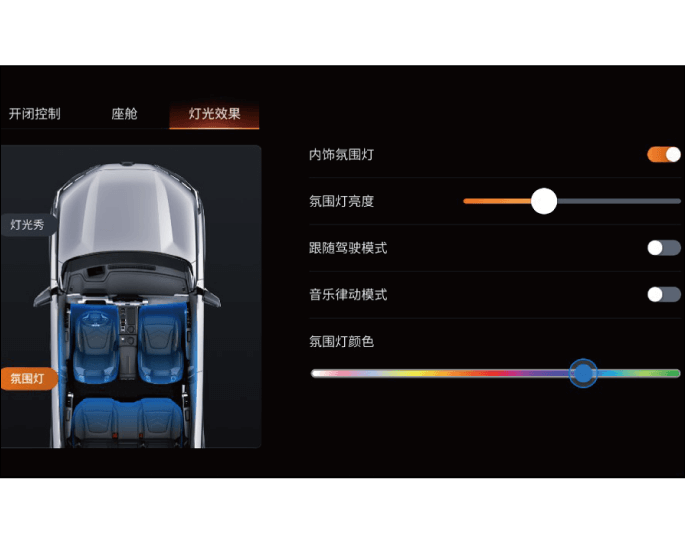 开闭控制 座舱 灯光效果
内饰氛围灯
灯光秀
氛围灯亮度
跟随驾驶模式
音乐律动模式
氛围灯颜色
氛围灯